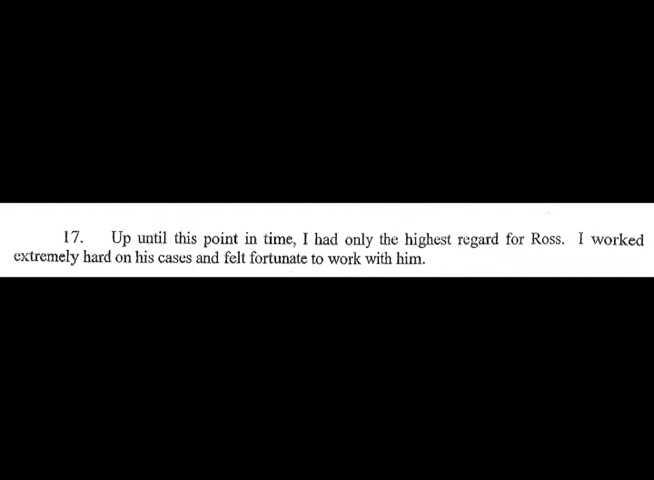 17. Up until this point in time, I had only the highest regard for Ross. I worked
extremely hard on his cases and felt fortunate to work with him.